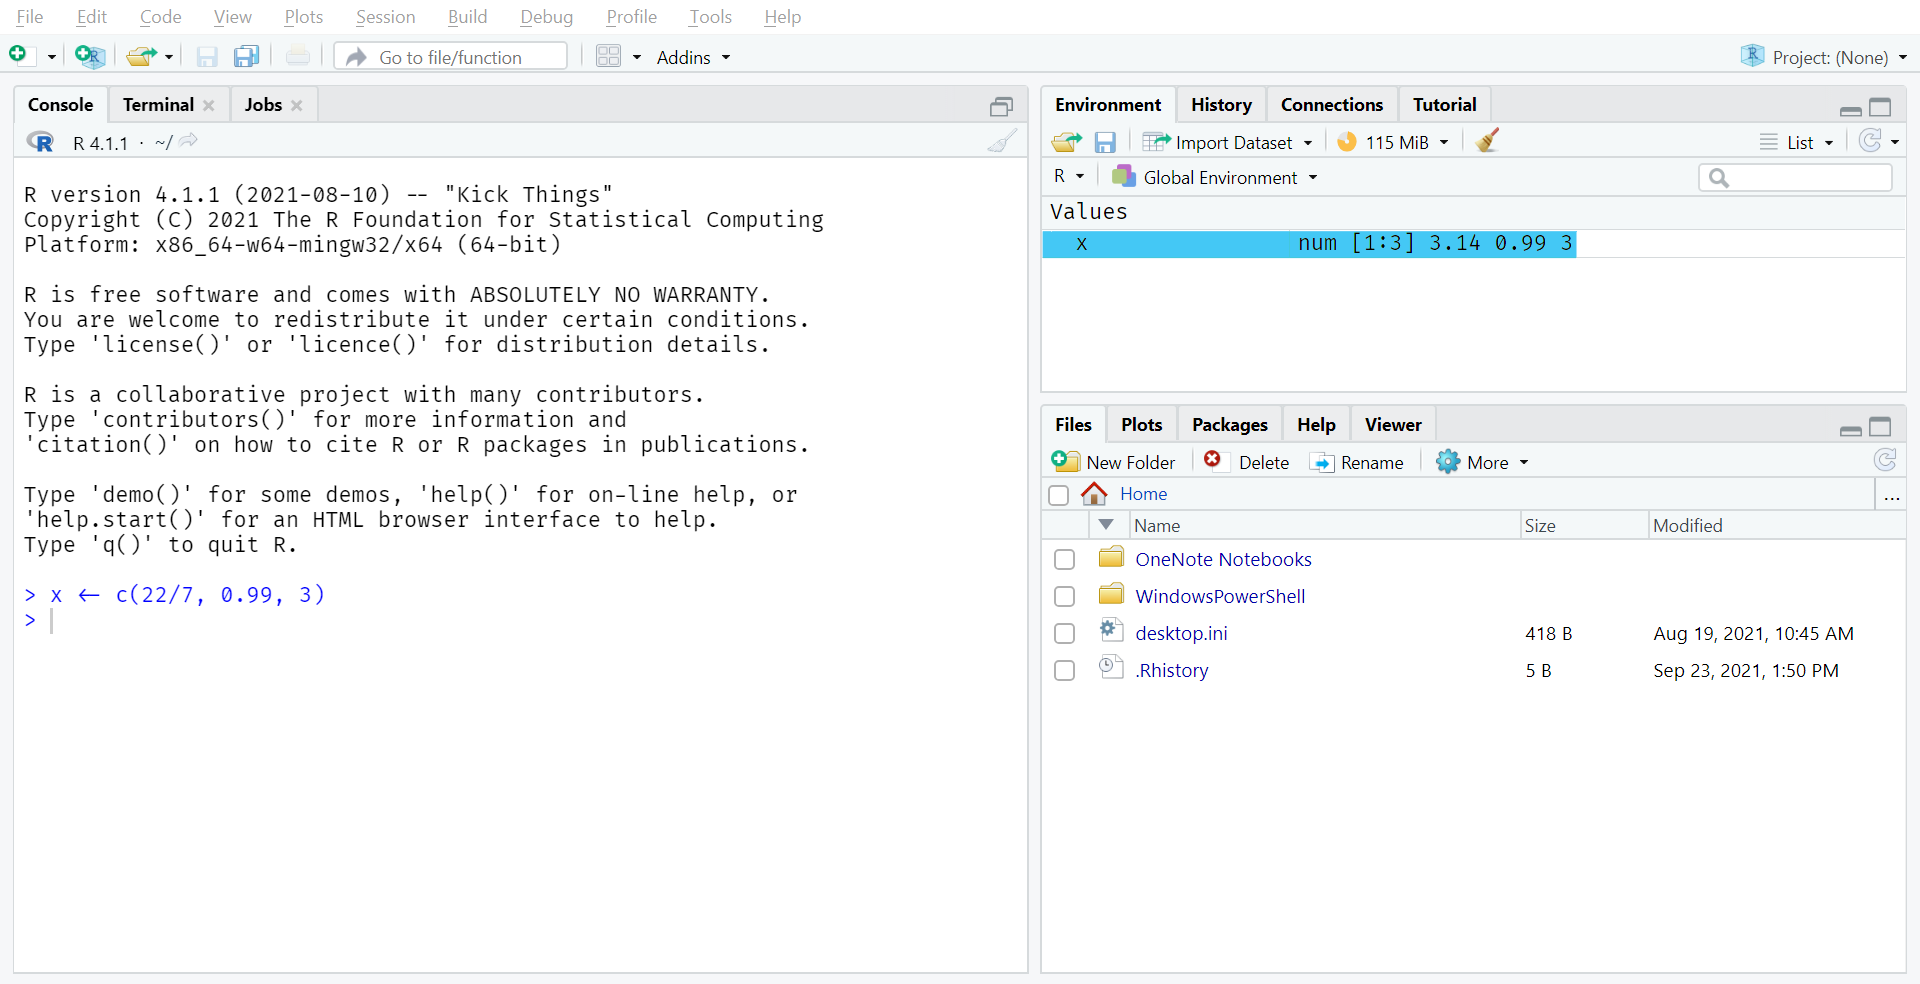 File Edit Code View Plots Session Build Debug Profile Tools Help
Go to file/function Addins Project: (None)
Console Terminal Jobs
R 4.1.1 · ~/
R version 4.1.1 (2021-08-10) -- "Kick Things"
Copyright (C) 2021 The R Foundation for Statistical Computing
Platform: x86_64-w64-mingw32/x64 (64-bit)
R is free software and comes with ABSOLUTELY NO WARRANTY.
You are welcome to redistribute it under certain conditions.
Type 'license()' or 'licence()' for distribution details.
R is a collaborative project with many contributors.
Type 'contributors()' for more information and
'citation()' on how to cite R or R packages in publications.
Type 'demo()' for some demos, 'help()' for on-line help, or
'help.start()' for an HTML browser interface to help.
Type 'q()' to quit R.
> x <- c(22/7, 0.99, 3)
>
Environment History Connections Tutorial
Import Dataset 115 MiB List
R Global Environment
Values
x num [1:3] 3.14 0.99 3
Files Plots Packages Help Viewer
New Folder Delete Rename More
Home ...
Name Size Modified
OneNote Notebooks
WindowsPowerShell
desktop.ini 418 B Aug 19, 2021, 10:45 AM
.Rhistory 5 B Sep 23, 2021, 1:50 PM